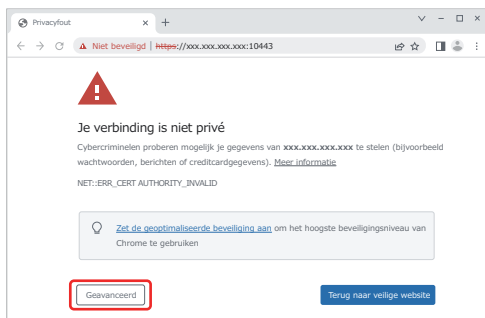 Privacyfout
Niet beveiligd | https://xxx.xxx.xxx.xxx:10443
Je verbinding is niet privé
Cybercriminelen proberen mogelijk je gegevens van xxx.xxx.xxx.xxx te stelen (bijvoorbeeld
wachtwoorden, berichten of creditcardgegevens). Meer informatie
NET::ERR_CERT AUTHORITY_INVALID
Zet de geoptimaliseerde beveiliging aan om het hoogste beveiligingsniveau van
Chrome te gebruiken
Geavanceerd
Terug naar veilige website